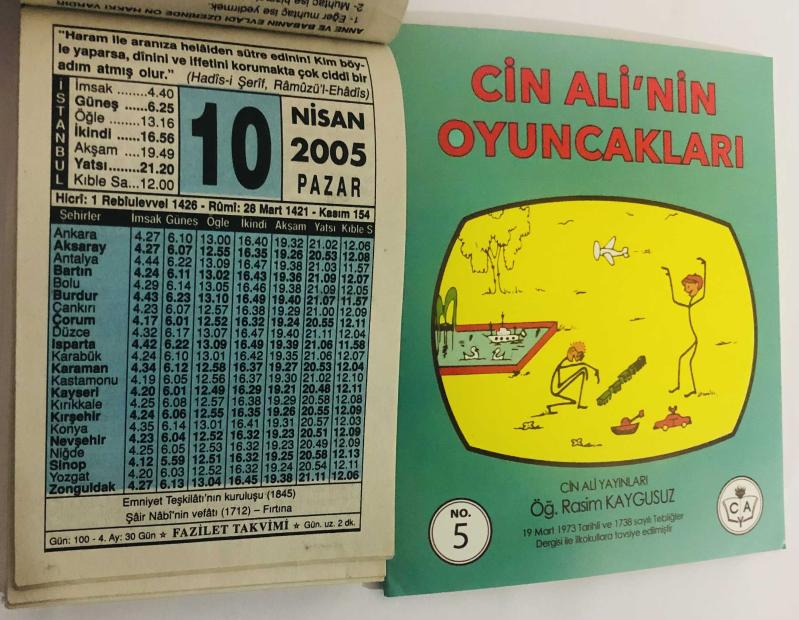 ANNE VE BABANIN EVLÂDI ÜZERİNDE ON HAKKI VARDIR
1- Eğer muhtaç ise yedirmek.
"Haram ile aranıza helâlden sütre edinin! Kim böy-
le yaparsa, dînini ve iffetini korumakta çok ciddi bir
adım atmış olur." (Hadîs-i Şerîf, Râmûzü'l-Ehâdîs)
İSTANBUL
İmsak .......4.40
Güneş ......6.25
Öğle .......13.16
İkindi ......16.56
Akşam ....19.49
Yatsı........21.20
Kıble Sa...12.00
10
NİSAN
2005
PAZAR
Hicrî: 1 Rebîulevvel 1426 - Rûmî: 28 Mart 1421 - Kasım 154
Şehirler İmsak Güneş Öğle İkindi Akşam Yatsı Kıble S
Ankara 4.27 6.10 13.00 16.40 19.32 21.02 12.06
Aksaray 4.27 6.07 12.55 16.35 19.26 20.53 12.08
Antalya 4.44 6.22 13.09 16.47 19.38 21.03 11.57
Bartın 4.24 6.11 13.02 16.43 19.36 21.09 12.07
Bolu 4.29 6.14 13.05 16.46 19.38 21.09 12.05
Burdur 4.43 6.23 13.10 16.49 19.40 21.07 11.57
Çankırı 4.23 6.07 12.57 16.38 19.29 21.00 12.09
Çorum 4.17 6.01 12.52 16.32 19.24 20.55 12.11
Düzce 4.32 6.17 13.07 16.47 19.40 21.11 12.04
Isparta 4.42 6.22 13.09 16.49 19.39 21.06 11.58
Karabük 4.24 6.10 13.01 16.42 19.35 21.06 12.07
Karaman 4.34 6.12 12.58 16.37 19.27 20.53 12.04
Kastamonu 4.19 6.05 12.56 16.37 19.30 21.02 12.10
Kayseri 4.20 6.01 12.49 16.29 19.21 20.48 12.11
Kırıkkale 4.25 6.08 12.57 16.38 19.29 20.58 12.08
Kırşehir 4.24 6.06 12.55 16.35 19.26 20.55 12.09
Konya 4.35 6.14 13.01 16.41 19.31 20.57 12.03
Nevşehir 4.23 6.04 12.52 16.32 19.23 20.51 12.09
Niğde 4.25 6.05 12.53 16.32 19.23 20.49 12.09
Sinop 4.12 5.59 12.51 16.32 19.25 20.58 12.13
Yozgat 4.20 6.03 12.52 16.32 19.24 20.54 12.11
Zonguldak 4.27 6.13 13.04 16.45 19.38 21.11 12.06
Emniyet Teşkilâtı'nın kuruluşu (1845)
Şâir Nâbî'nin vefâtı (1712) – Fırtına
Gün: 100 - 4. Ay: 30 Gün ★ FAZİLET TAKVİMİ ★ Gün. uz. 2 dk.
CİN ALİ'NİN
OYUNCAKLARI
CİN ALİ YAYINLARI
Öğ. Rasim KAYGUSUZ
19 Mart 1973 Tarihli ve 1738 sayılı Tebliğler
Dergisi ile ilkokullara tavsiye edilmiştir
NO.
5
C A